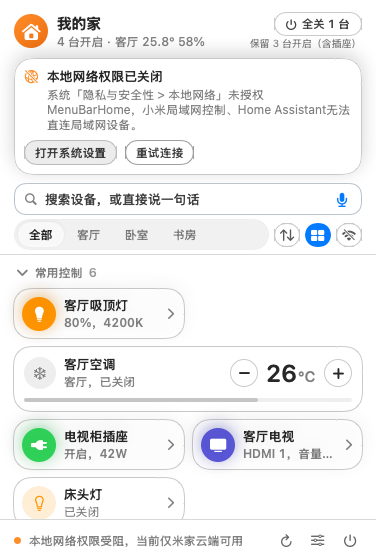 我的家
4 台开启 · 客厅 25.8° 58%
全关 1 台
保留 3 台开启（含插座）
本地网络权限已关闭
系统「隐私与安全性 > 本地网络」未授权
MenuBarHome，小米局域网控制、Home Assistant无法
直连局域网设备。
打开系统设置
重试连接
搜索设备，或直接说一句话
全部
客厅
卧室
书房
常用控制 6
客厅吸顶灯
80%，4200K
客厅空调
客厅，已关闭
26°C
电视柜插座
开启，42W
客厅电视
HDMI 1，音量...
床头灯
已关闭
本地网络权限受阻，当前仅米家云端可用